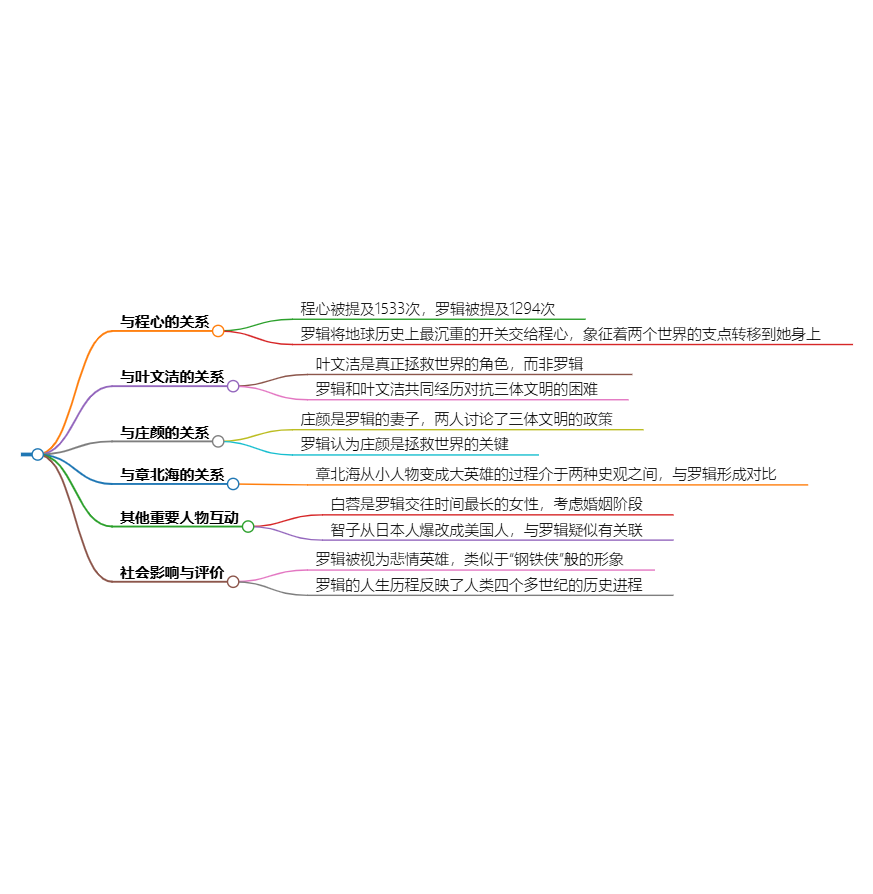 与程心的关系
程心被提及1533次，罗辑被提及1294次
罗辑将地球历史上最沉重的开关交给程心，象征着两个世界的支点转移到她身上
与叶文洁的关系
叶文洁是真正拯救世界的角色，而非罗辑
罗辑和叶文洁共同经历对抗三体文明的困难
与庄颜的关系
庄颜是罗辑的妻子，两人讨论了三体文明的政策
罗辑认为庄颜是拯救世界的关键
与章北海的关系
章北海从小人物变成大英雄的过程介于两种史观之间，与罗辑形成对比
其他重要人物互动
白蓉是罗辑交往时间最长的女性，考虑婚姻阶段
智子从日本人爆改成美国人，与罗辑疑似有关联
社会影响与评价
罗辑被视为悲情英雄，类似于“钢铁侠”般的形象
罗辑的人生历程反映了人类四个多世纪的历史进程